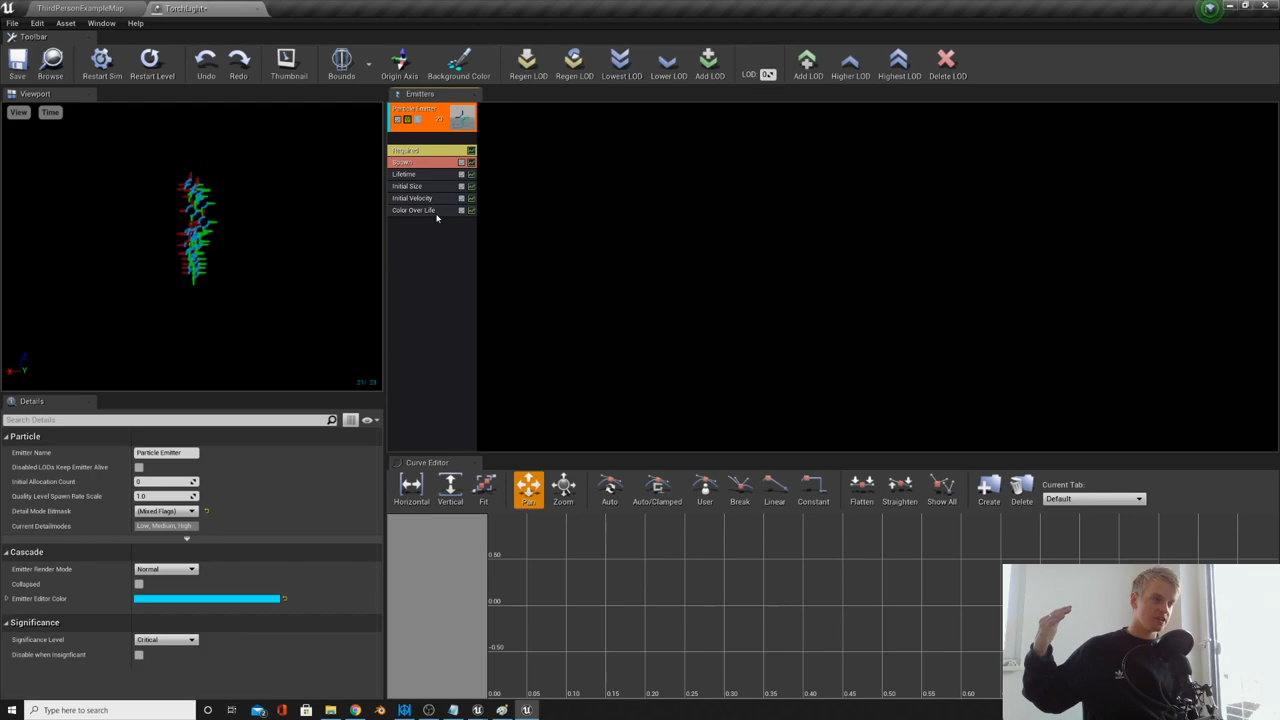 ThirdPersonExampleMap
TorchLight*
File Edit Asset Window Help
Toolbar
Save Browse Restart Sim Restart Level Undo Redo Thumbnail Bounds Origin Axis Background Color Regen LOD Regen LOD Lowest LOD Lower LOD Add LOD LOD: 0 Add LOD Higher LOD Highest LOD Delete LOD
Viewport
Emitters
View Time
Particle Emitter
23
Required
Spawn
Lifetime
Initial Size
Initial Velocity
Color Over Life
Z
X
Y
21/ 23
Details
Search Details
Particle
Emitter Name Particle Emitter
Disabled LODs Keep Emitter Alive
Initial Allocation Count 0
Quality Level Spawn Rate Scale 1.0
Detail Mode Bitmask (Mixed Flags)
Current Detailmodes Low, Medium, High
Cascade
Emitter Render Mode Normal
Collapsed
Emitter Editor Color
Significance
Significance Level Critical
Disable when Insignficant
Curve Editor
Horizontal Vertical Fit Pan Zoom Auto Auto/Clamped User Break Linear Constant Flatten Straighten Show All Create Delete
Current Tab:
Default
0.50
0.00
-0.50
0.00 0.05 0.10 0.15 0.20 0.25 0.30 0.35 0.40 0.45 0.50 0.55 0.60
Type here to search